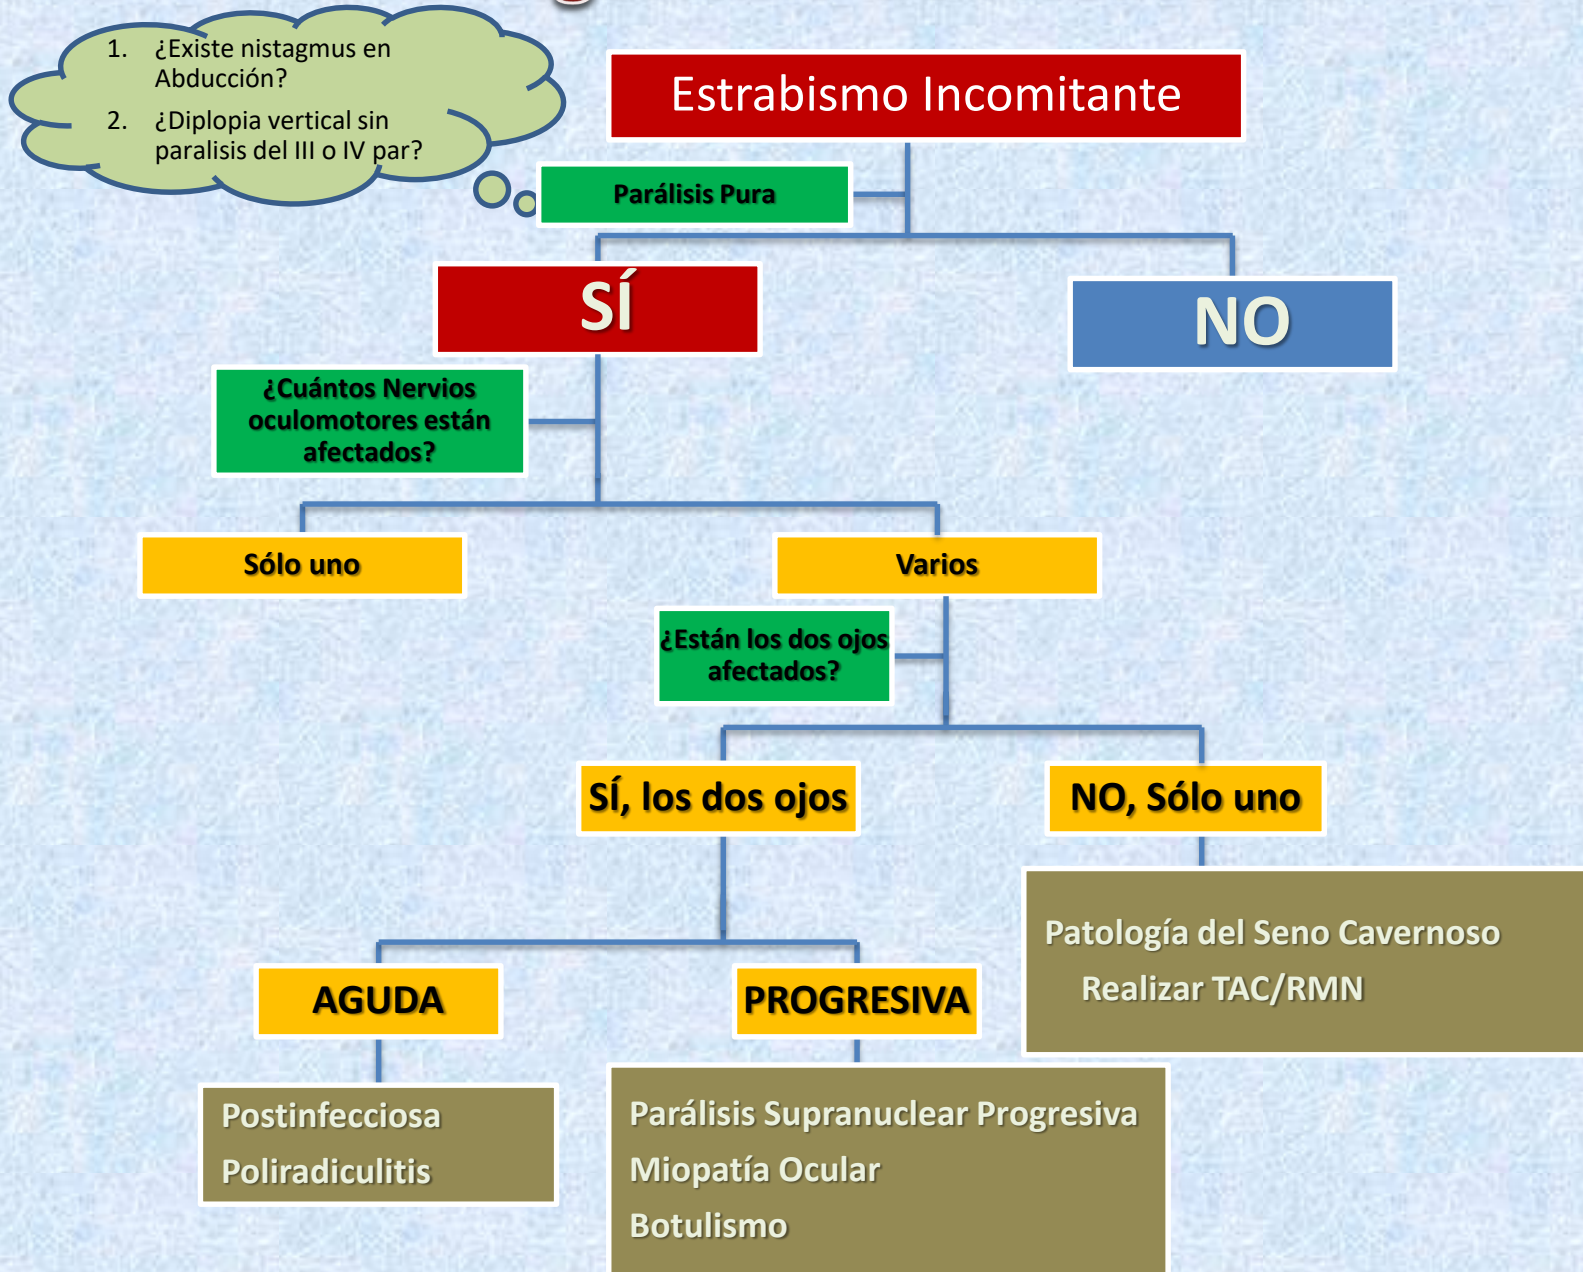 1. ¿Existe nistagmus en
Abducción?
2. ¿Diplopia vertical sin
paralisis del III o IV par?
Estrabismo Incomitante
Parálisis Pura
SÍ
NO
¿Cuántos Nervios
oculomotores están
afectados?
Sólo uno
Varios
¿Están los dos ojos
afectados?
SÍ, los dos ojos
NO, Sólo uno
Patología del Seno Cavernoso
Realizar TAC/RMN
AGUDA
PROGRESIVA
Postinfecciosa
Poliradiculitis
Parálisis Supranuclear Progresiva
Miopatía Ocular
Botulismo